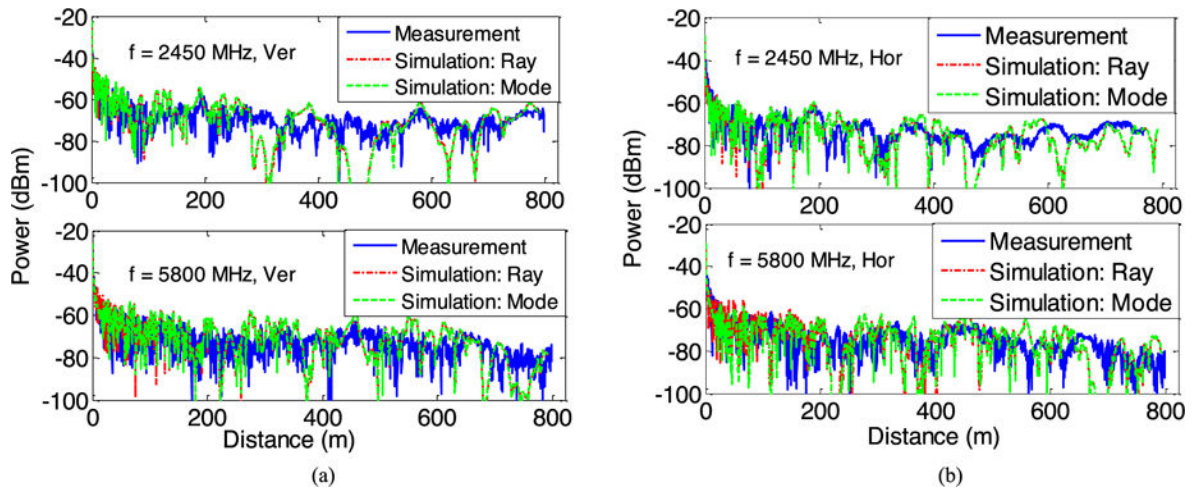 -20
-40
-60
-80
-100
f = 2450 MHz, Ver
Measurement
Simulation: Ray
Simulation: Mode
0
200
400
600
800
-20
-40
-60
-80
-100
f = 5800 MHz, Ver
Measurement
Simulation: Ray
Simulation: Mode
0
200
400
600
800
Power (dBm)
Distance (m)
(a)
-20
-40
-60
-80
-100
f = 2450 MHz, Hor
Measurement
Simulation: Ray
Simulation: Mode
0
100
200
300
400
500
600
700
800
-20
-40
-60
-80
-100
f = 5800 MHz, Hor
Measurement
Simulation: Ray
Simulation: Mode
0
200
400
600
800
Power (dBm)
Distance (m)
(b)